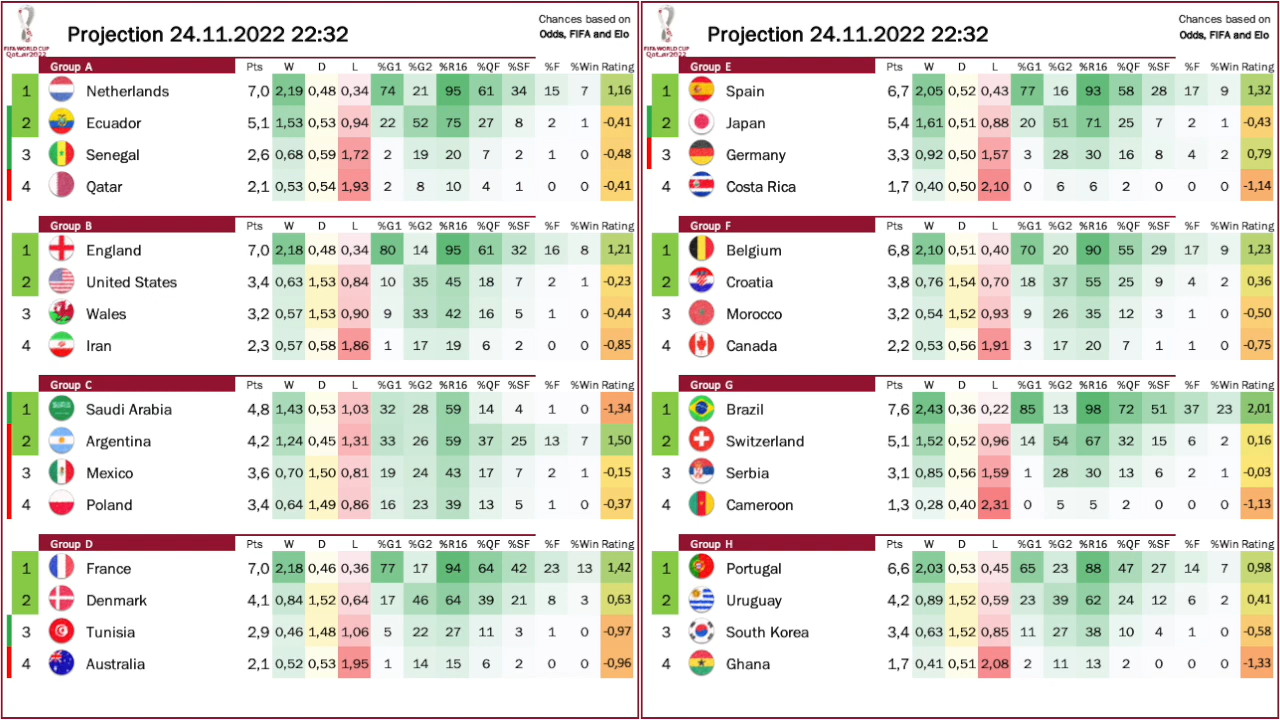 FIFA WORLD CUP
Qatar2022
Projection 24.11.2022 22:32
Chances based on
Odds, FIFA and Elo
Group A Pts W D L %G1 %G2 %R16 %QF %SF %F %Win Rating
1 Netherlands 7,0 2,19 0,48 0,34 74 21 95 61 34 15 7 1,16
2 Ecuador 5,1 1,53 0,53 0,94 22 52 75 27 8 2 1 -0,41
3 Senegal 2,6 0,68 0,59 1,72 2 19 20 7 2 1 0 -0,48
4 Qatar 2,1 0,53 0,54 1,93 2 8 10 4 1 0 0 -0,41
Group B Pts W D L %G1 %G2 %R16 %QF %SF %F %Win Rating
1 England 7,0 2,18 0,48 0,34 80 14 95 61 32 16 8 1,21
2 United States 3,4 0,63 1,53 0,84 10 35 45 18 7 2 1 -0,23
3 Wales 3,2 0,57 1,53 0,90 9 33 42 16 5 1 0 -0,44
4 Iran 2,3 0,57 0,58 1,86 1 17 19 6 2 0 0 -0,85
Group C Pts W D L %G1 %G2 %R16 %QF %SF %F %Win Rating
1 Saudi Arabia 4,8 1,43 0,53 1,03 32 28 59 14 4 1 0 -1,34
2 Argentina 4,2 1,24 0,45 1,31 33 26 59 37 25 13 7 1,50
3 Mexico 3,6 0,70 1,50 0,81 19 24 43 17 7 2 1 -0,15
4 Poland 3,4 0,64 1,49 0,86 16 23 39 13 5 1 0 -0,37
Group D Pts W D L %G1 %G2 %R16 %QF %SF %F %Win Rating
1 France 7,0 2,18 0,46 0,36 77 17 94 64 42 23 13 1,42
2 Denmark 4,1 0,84 1,52 0,64 17 46 64 39 21 8 3 0,63
3 Tunisia 2,9 0,46 1,48 1,06 5 22 27 11 3 1 0 -0,97
4 Australia 2,1 0,52 0,53 1,95 1 14 15 6 2 0 0 -0,96
FIFA WORLD CUP
Qatar2022
Projection 24.11.2022 22:32
Chances based on
Odds, FIFA and Elo
Group E Pts W D L %G1 %G2 %R16 %QF %SF %F %Win Rating
1 Spain 6,7 2,05 0,52 0,43 77 16 93 58 28 17 9 1,32
2 Japan 5,4 1,61 0,51 0,88 20 51 71 25 7 2 1 -0,43
3 Germany 3,3 0,92 0,50 1,57 3 28 30 16 8 4 2 0,79
4 Costa Rica 1,7 0,40 0,50 2,10 0 6 6 2 0 0 0 -1,14
Group F Pts W D L %G1 %G2 %R16 %QF %SF %F %Win Rating
1 Belgium 6,8 2,10 0,51 0,40 70 20 90 55 29 17 9 1,23
2 Croatia 3,8 0,76 1,54 0,70 18 37 55 25 9 4 2 0,36
3 Morocco 3,2 0,54 1,52 0,93 9 26 35 12 3 1 0 -0,50
4 Canada 2,2 0,53 0,56 1,91 3 17 20 7 1 1 0 -0,75
Group G Pts W D L %G1 %G2 %R16 %QF %SF %F %Win Rating
1 Brazil 7,6 2,43 0,36 0,22 85 13 98 72 51 37 23 2,01
2 Switzerland 5,1 1,52 0,52 0,96 14 54 67 32 15 6 2 0,16
3 Serbia 3,1 0,85 0,56 1,59 1 28 30 13 6 2 1 -0,03
4 Cameroon 1,3 0,28 0,40 2,31 0 5 5 2 0 0 0 -1,13
Group H Pts W D L %G1 %G2 %R16 %QF %SF %F %Win Rating
1 Portugal 6,6 2,03 0,53 0,45 65 23 88 47 27 14 7 0,98
2 Uruguay 4,2 0,89 1,52 0,59 23 39 62 24 12 6 2 0,41
3 South Korea 3,4 0,63 1,52 0,85 11 27 38 10 4 1 0 -0,58
4 Ghana 1,7 0,41 0,51 2,08 2 11 13 2 0 0 0 -1,33